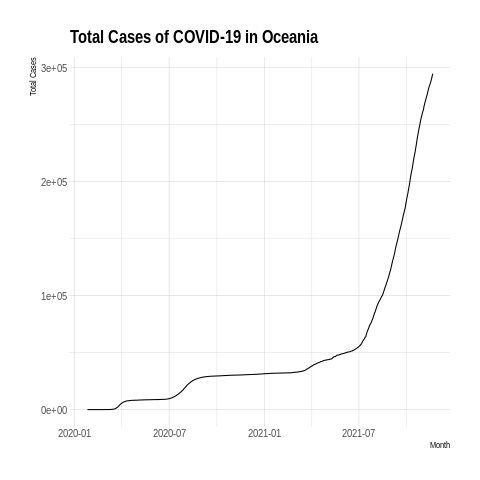 Total Cases of COVID-19 in Oceania
Total Cases
3e+05
2e+05
1e+05
0e+00
2020-01
2020-07
2021-01
2021-07
Month